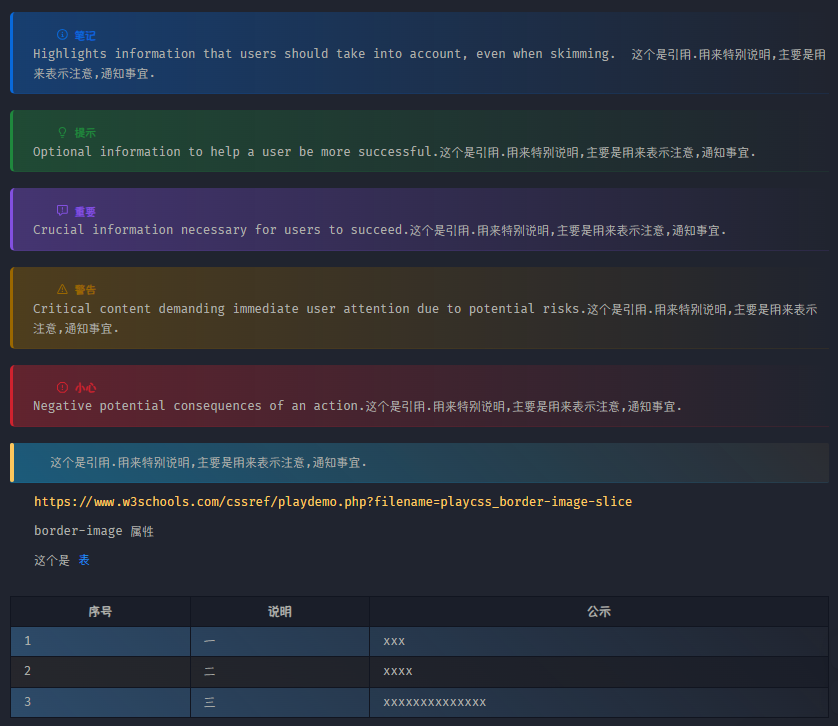 笔记
Highlights information that users should take into account, even when skimming. 这个是引用.用来特别说明,主要是用
来表示注意,通知事宜.
提示
Optional information to help a user be more successful.这个是引用.用来特别说明,主要是用来表示注意,通知事宜.
重要
Crucial information necessary for users to succeed.这个是引用.用来特别说明,主要是用来表示注意,通知事宜.
警告
Critical content demanding immediate user attention due to potential risks.这个是引用.用来特别说明,主要是用来表示
注意,通知事宜.
小心
Negative potential consequences of an action.这个是引用.用来特别说明,主要是用来表示注意,通知事宜.
这个是引用.用来特别说明,主要是用来表示注意,通知事宜.
https://www.w3schools.com/cssref/playdemo.php?filename=playcss_border-image-slice
border-image 属性
这个是 表
序号 说明 公示
1 一 xxx
2 二 xxxx
3 三 xxxxxxxxxxxxxx